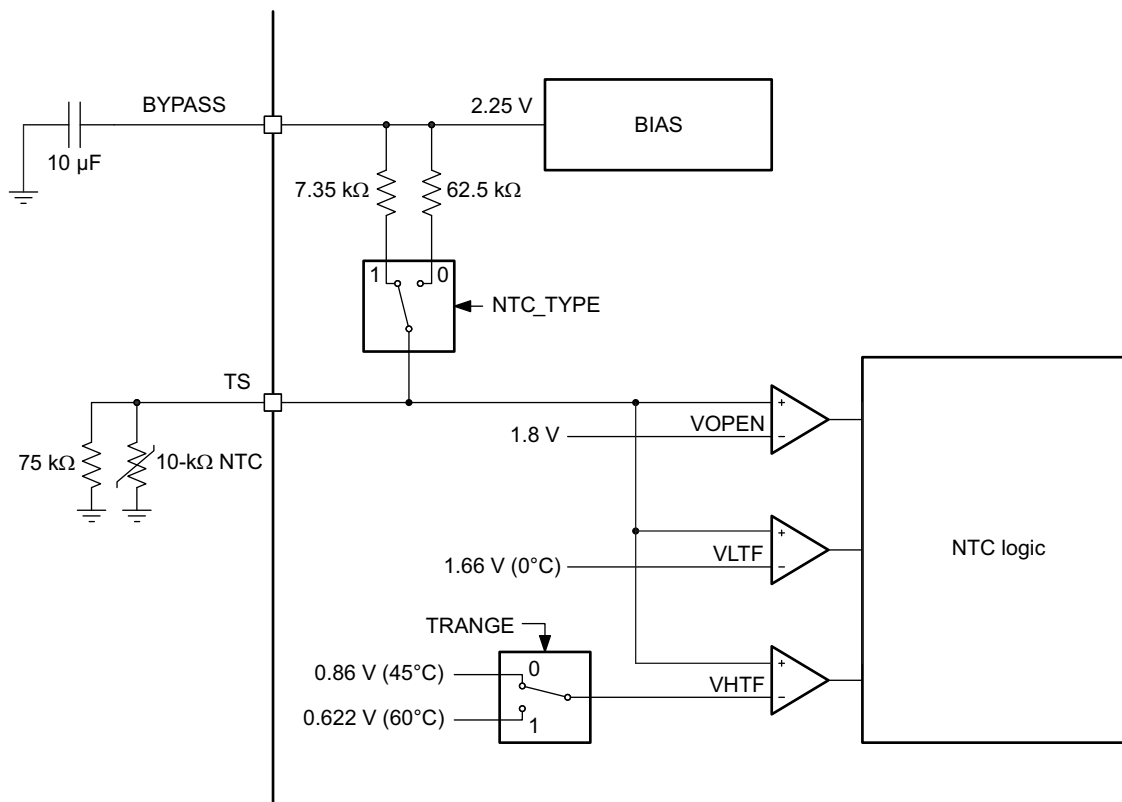 BYPASS
2.25 V
BIAS
10 µF
7.35 kΩ
62.5 kΩ
1
0
NTC_TYPE
TS
75 kΩ
10-kΩ NTC
+
VOPEN
1.8 V
−
+
VLTF
1.66 V (0°C)
−
NTC logic
TRANGE
0.86 V (45°C)
0
+
VHTF
−
0.622 V (60°C)
1